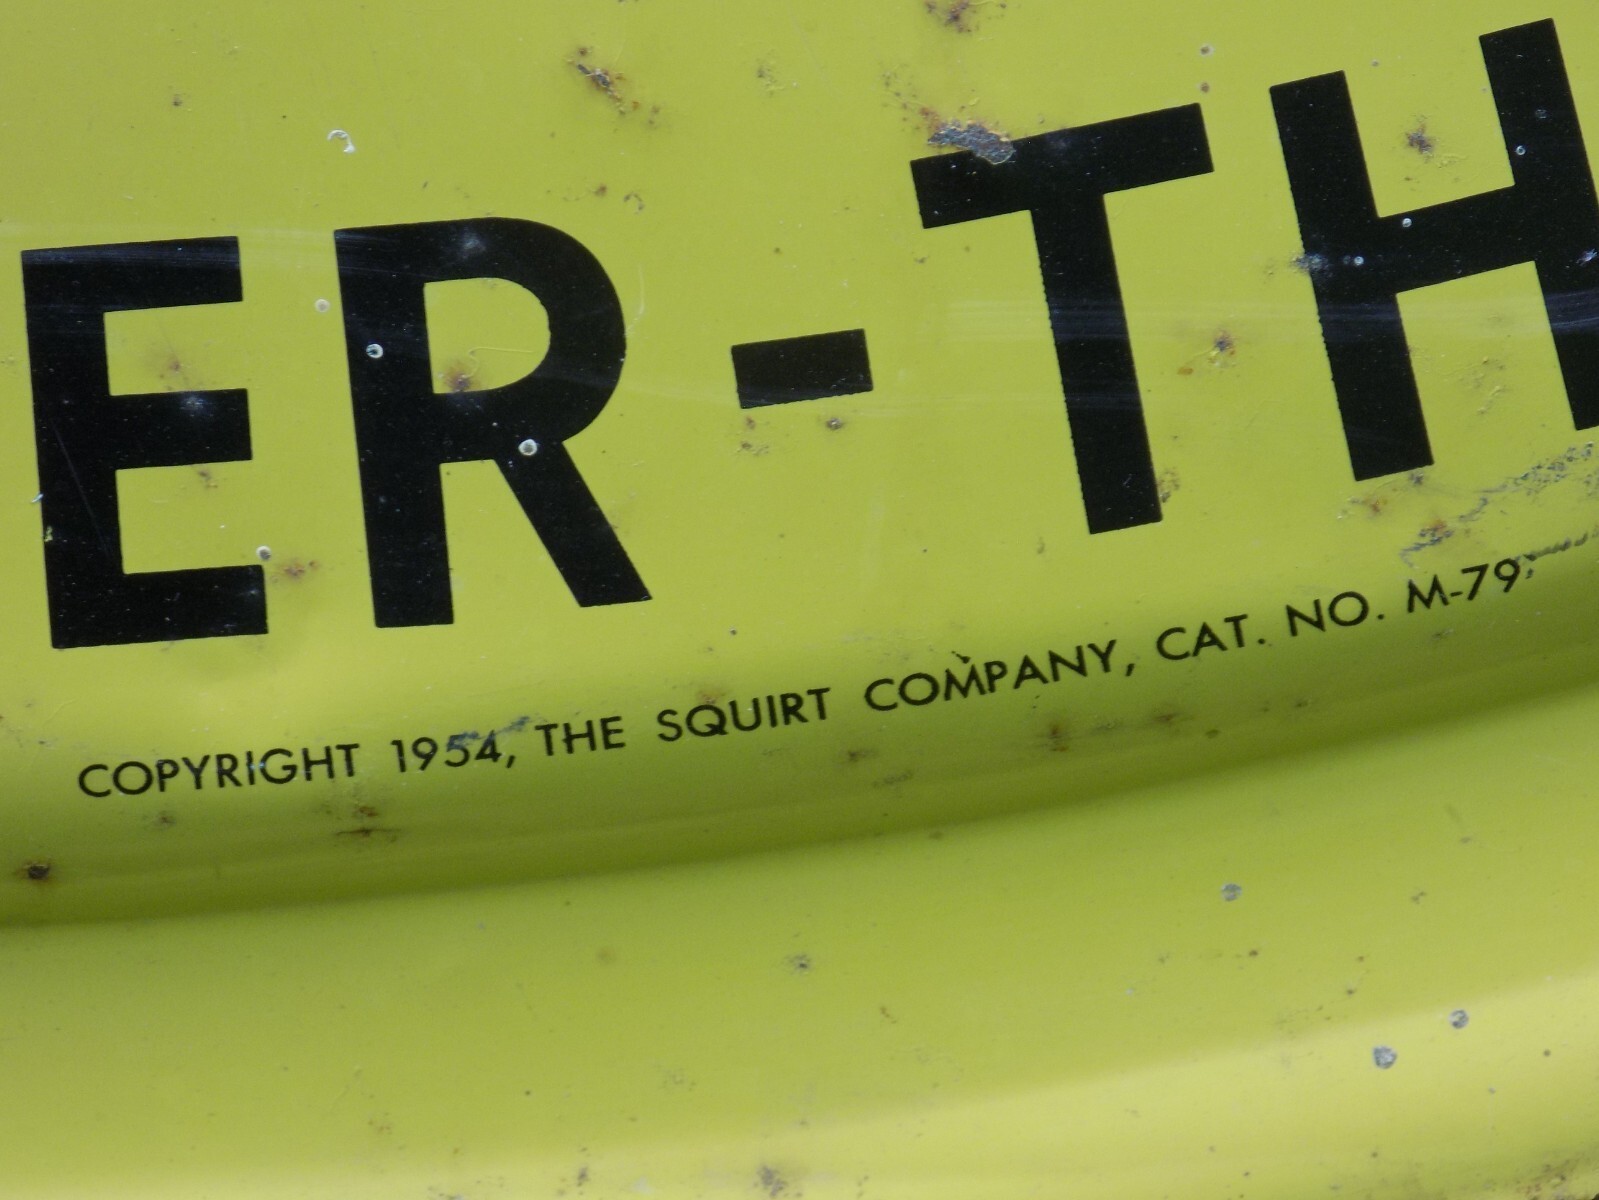 ER-TH
COPYRIGHT 1954, THE SQUIRT COMPANY, CAT. NO. M-79,